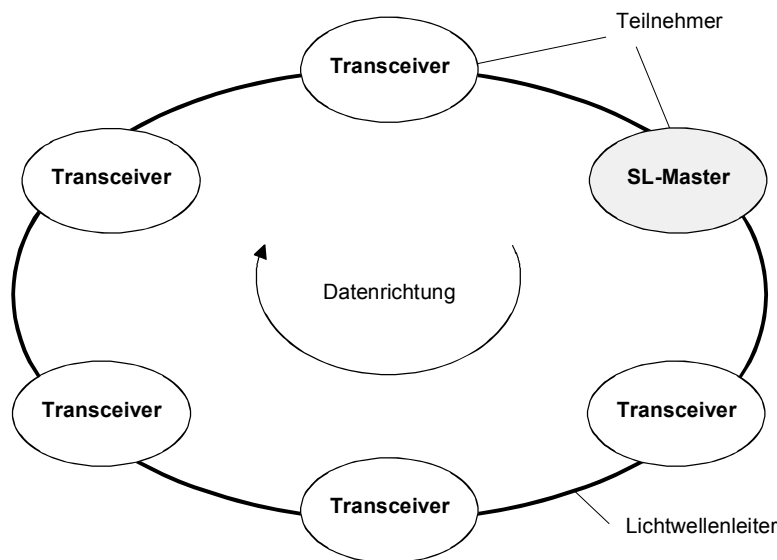 Teilnehmer
Transceiver
Transceiver
SL-Master
Datenrichtung
Transceiver
Transceiver
Transceiver
Lichtwellenleiter